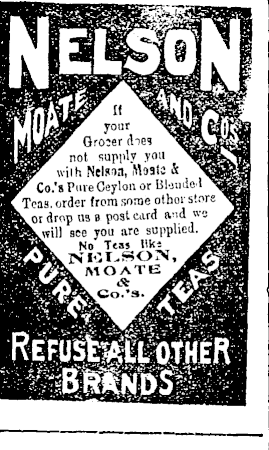 NELSON
MOATE AND CO'S
If
your
Grocer does
not supply you
with Nelson, Moate &
Co.'s Pure Ceylon or Blended
Teas, order from some other store
or drop us a post card and we
will see you are supplied.
No Teas like
NELSON,
MOATE
&
Co.'s.
PURE TEAS
REFUSE ALL OTHER
BRANDS